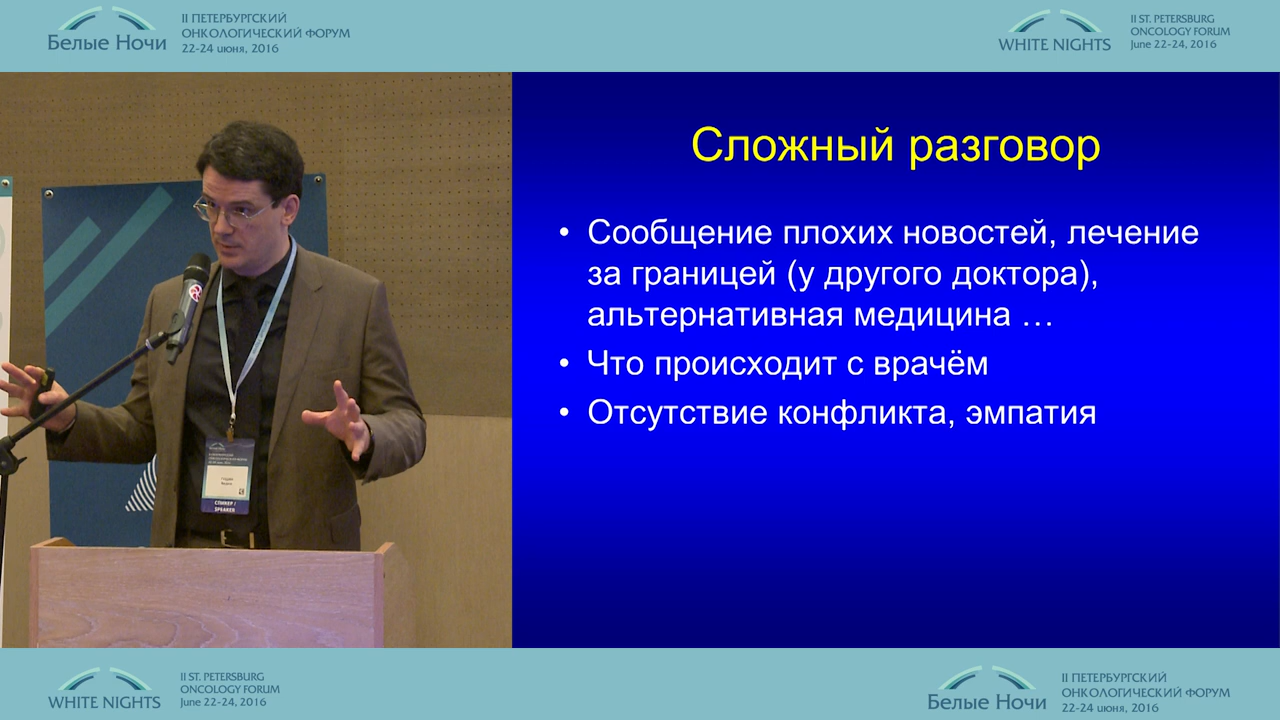 Белые Ночи
II ПЕТЕРБУРГСКИЙ
ОНКОЛОГИЧЕСКИЙ ФОРУМ
22-24 июня, 2016
WHITE NIGHTS
II ST. PETERSBURG
ONCOLOGY FORUM
June 22-24, 2016
Сложный разговор
• Сообщение плохих новостей, лечение
за границей (у другого доктора),
альтернативная медицина …
• Что происходит с врачём
• Отсутствие конфликта, эмпатия
СПИКЕР /
SPEAKER
WHITE NIGHTS
II ST. PETERSBURG
ONCOLOGY FORUM
June 22-24, 2016
Белые Ночи
II ПЕТЕРБУРГСКИЙ
ОНКОЛОГИЧЕСКИЙ ФОРУМ
22-24 июня, 2016